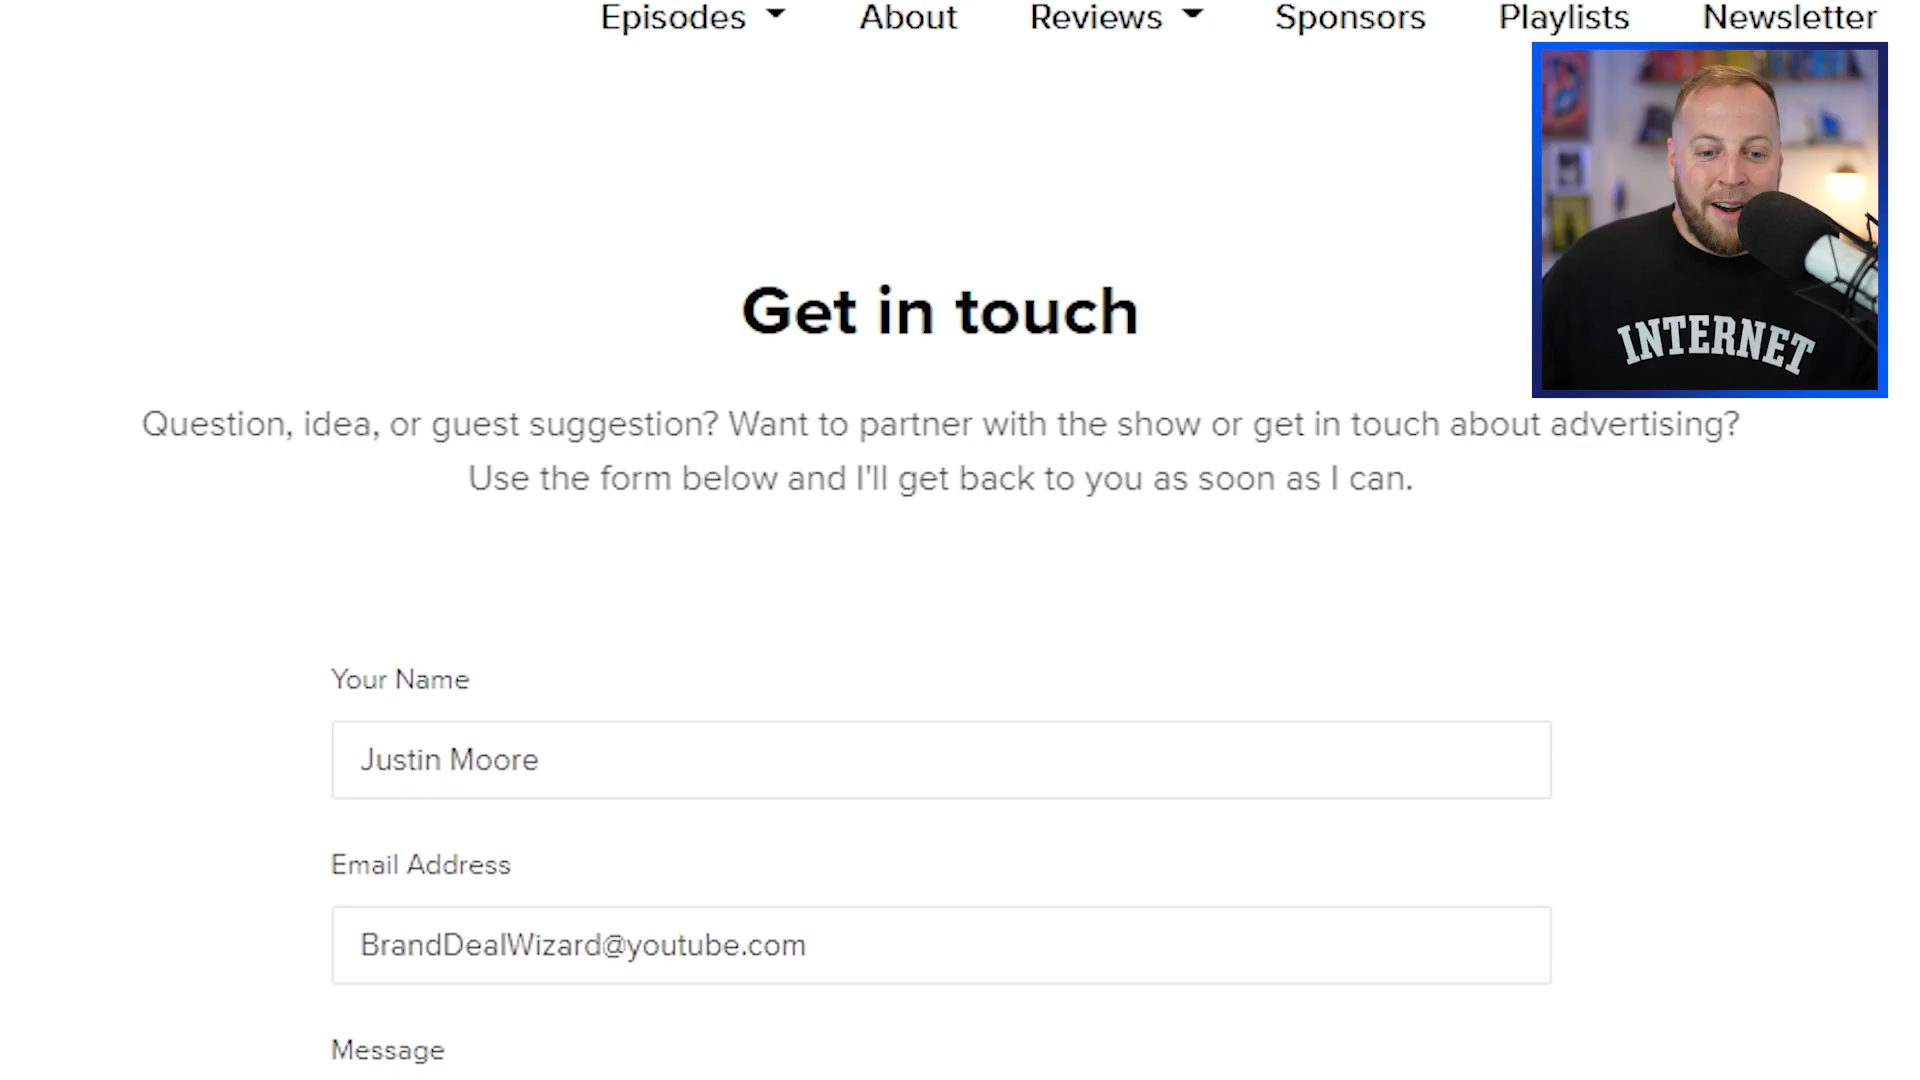 Episodes
About
Reviews
Sponsors
Playlists
Newsletter
INTERNET
Get in touch
Question, idea, or guest suggestion? Want to partner with the show or get in touch about advertising?
Use the form below and I'll get back to you as soon as I can.
Your Name
Justin Moore
Email Address
BrandDealWizard@youtube.com
Message